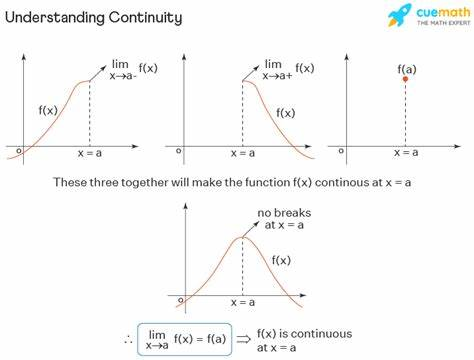 Understanding Continuity
cuemath
THE MATH EXPERT
lim f(x)
x→a-
f(x)
o
x = a
lim f(x)
x→a+
f(x)
o
x = a
f(a)
o
x = a
These three together will make the function f(x) continous at x = a
no breaks
at x = a
f(x)
o
x = a
∴ lim f(x) = f(a) ⇒ f(x) is continuous
x→a at x = a